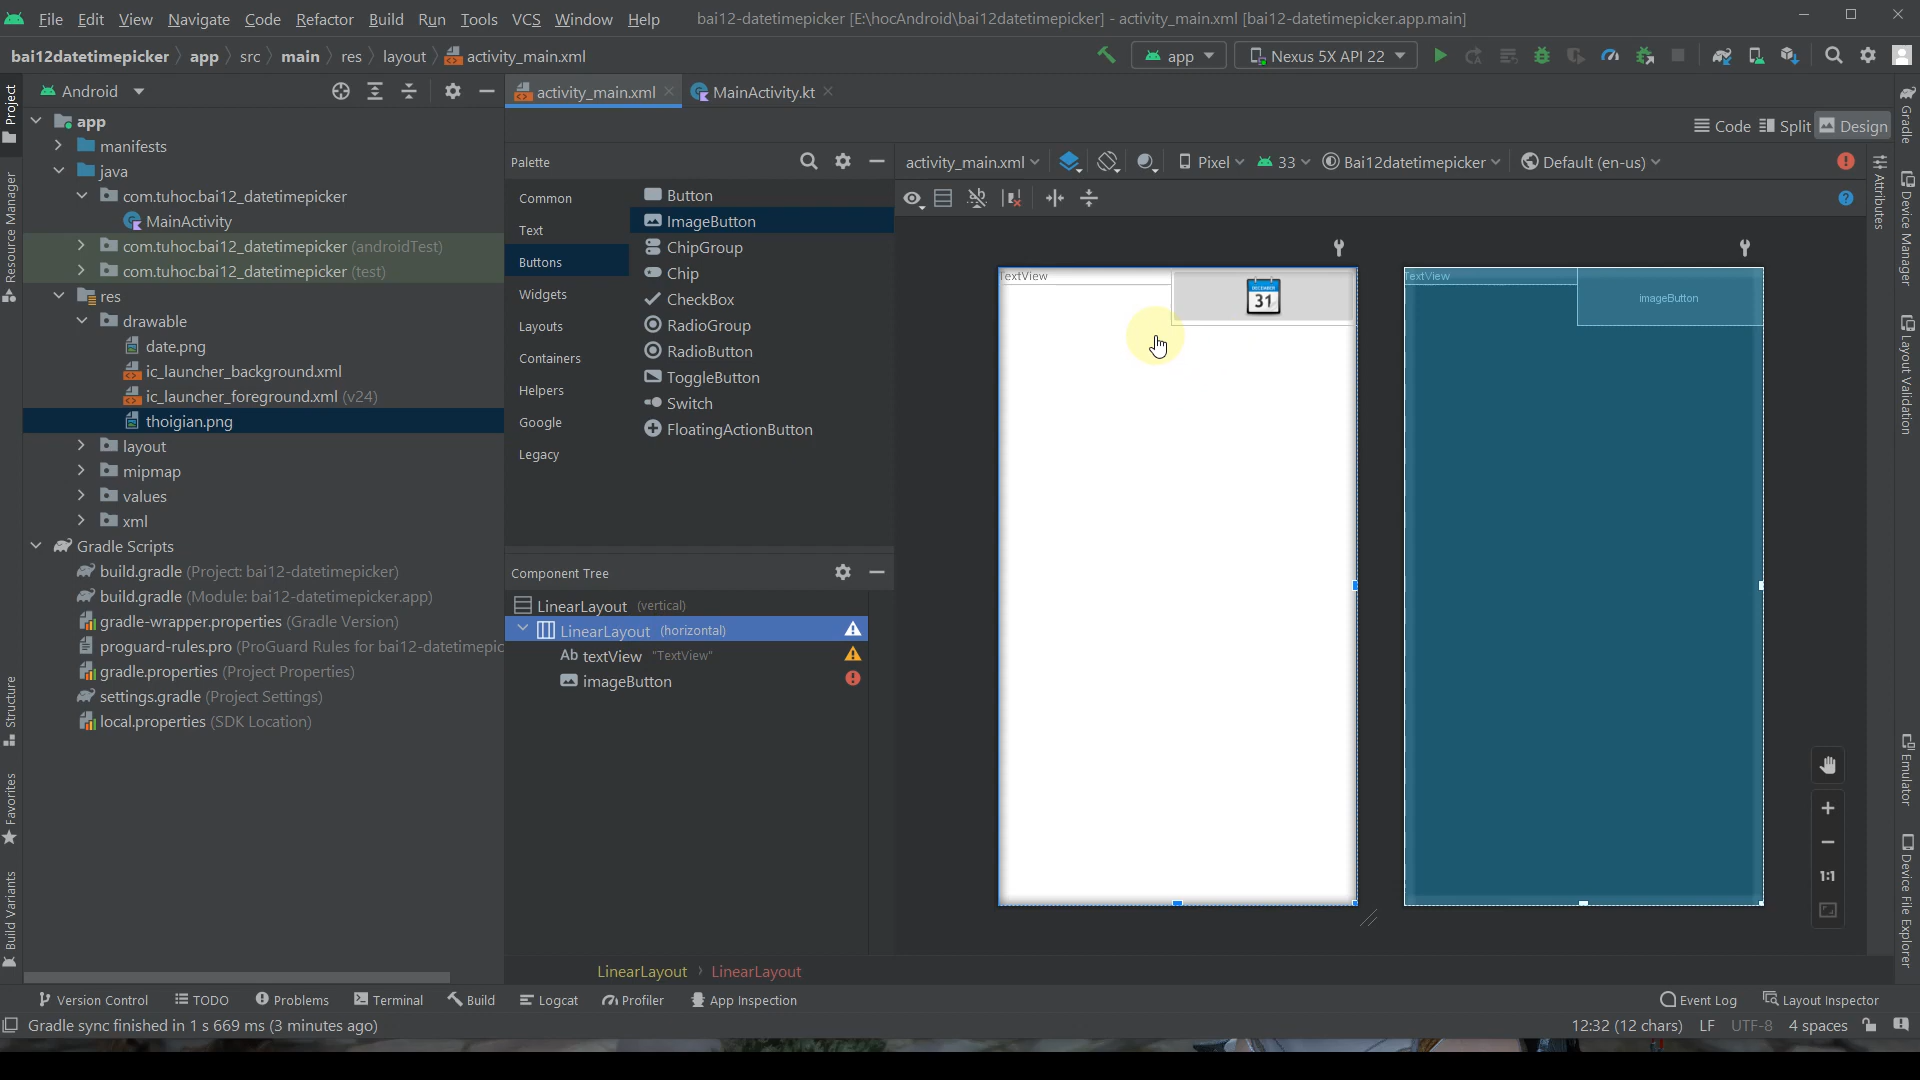 File Edit View Navigate Code Refactor Build Run Tools VCS Window Help bai12-datetimepicker [E:\hocAndroid\bai12datetimepicker] - activity_main.xml [bai12-datetimepicker.app.main]
bai12datetimepicker app src main res layout activity_main.xml app Nexus 5X API 22
Android
activity_main.xml MainActivity.kt
Code Split Design
Project
Resource Manager
Structure
Favorites
Build Variants
app
manifests
java
com.tuhoc.bai12_datetimepicker
MainActivity
com.tuhoc.bai12_datetimepicker (androidTest)
com.tuhoc.bai12_datetimepicker (test)
res
drawable
date.png
ic_launcher_background.xml
ic_launcher_foreground.xml (v24)
thoigian.png
layout
mipmap
values
xml
Gradle Scripts
build.gradle (Project: bai12-datetimepicker)
build.gradle (Module: bai12-datetimepicker.app)
gradle-wrapper.properties (Gradle Version)
proguard-rules.pro (ProGuard Rules for bai12-datetimepic
gradle.properties (Project Properties)
settings.gradle (Project Settings)
local.properties (SDK Location)
Palette
Common
Text
Buttons
Widgets
Layouts
Containers
Helpers
Google
Legacy
Button
ImageButton
ChipGroup
Chip
CheckBox
RadioGroup
RadioButton
ToggleButton
Switch
FloatingActionButton
Component Tree
LinearLayout (vertical)
LinearLayout (horizontal)
Ab textView "TextView"
imageButton
activity_main.xml Pixel 33 Bai12datetimepicker Default (en-us)
TextView
DECEMBER
31
TextView
imageButton
1:1
Attributes
Gradle
Device Manager
Layout Validation
Emulator
Device File Explorer
LinearLayout LinearLayout
Version Control TODO Problems Terminal Build Logcat Profiler App Inspection Event Log Layout Inspector
Gradle sync finished in 1 s 669 ms (3 minutes ago) 12:32 (12 chars) LF UTF-8 4 spaces